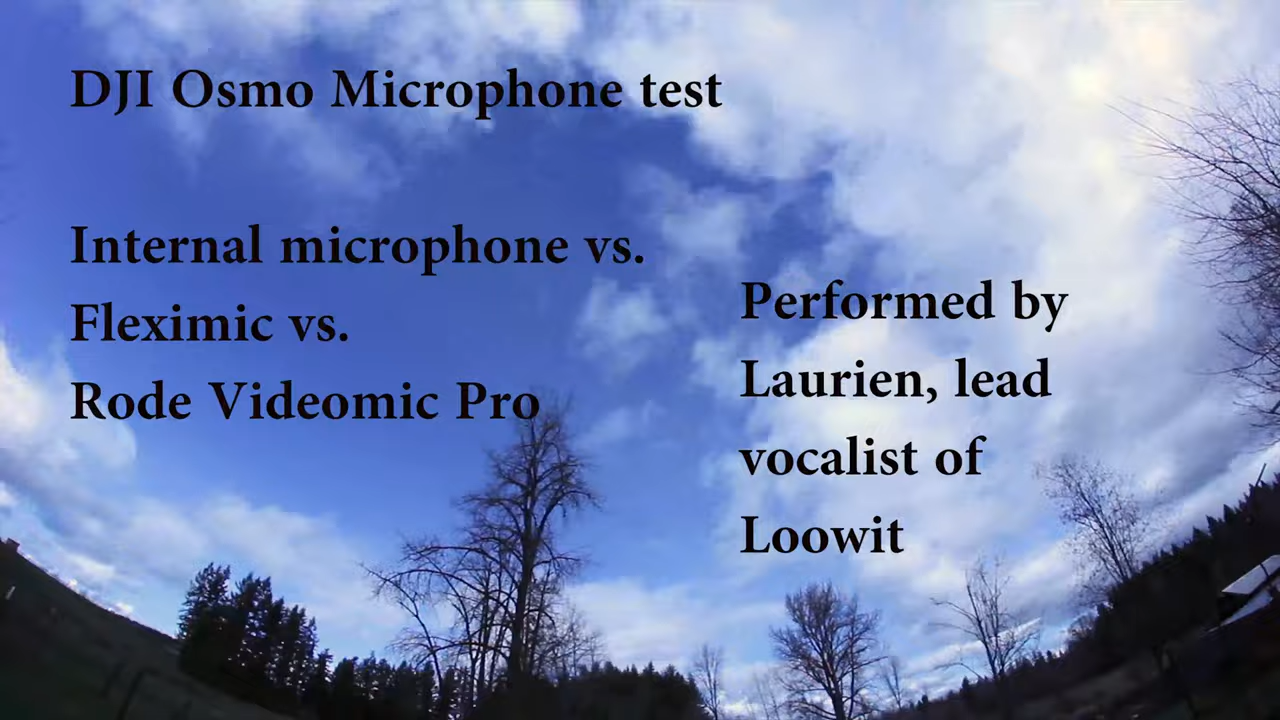 DJI Osmo Microphone test
Internal microphone vs.
Fleximic vs.
Rode Videomic Pro
Performed by
Laurien, lead
vocalist of
Loowit